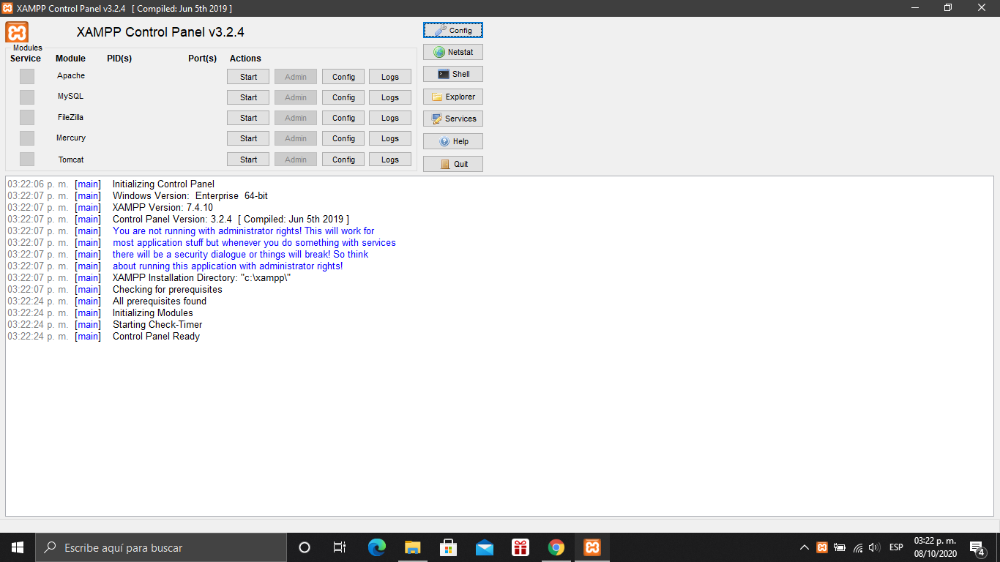 XAMPP Control Panel v3.2.4 [ Compiled: Jun 5th 2019 ]
XAMPP Control Panel v3.2.4
Config
Modules
Service Module PID(s) Port(s) Actions
Netstat
Apache Start Admin Config Logs
Shell
MySQL Start Admin Config Logs
Explorer
FileZilla Start Admin Config Logs
Services
Mercury Start Admin Config Logs
Help
Tomcat Start Admin Config Logs
Quit
03:22:06 p. m. [main] Initializing Control Panel
03:22:07 p. m. [main] Windows Version: Enterprise 64-bit
03:22:07 p. m. [main] XAMPP Version: 7.4.10
03:22:07 p. m. [main] Control Panel Version: 3.2.4 [ Compiled: Jun 5th 2019 ]
03:22:07 p. m. [main] You are not running with administrator rights! This will work for
03:22:07 p. m. [main] most application stuff but whenever you do something with services
03:22:07 p. m. [main] there will be a security dialogue or things will break! So think
03:22:07 p. m. [main] about running this application with administrator rights!
03:22:07 p. m. [main] XAMPP Installation Directory: "c:\xampp\"
03:22:07 p. m. [main] Checking for prerequisites
03:22:24 p. m. [main] All prerequisites found
03:22:24 p. m. [main] Initializing Modules
03:22:24 p. m. [main] Starting Check-Timer
03:22:24 p. m. [main] Control Panel Ready
Escribe aquí para buscar
ESP
03:22 p. m.
08/10/2020
4